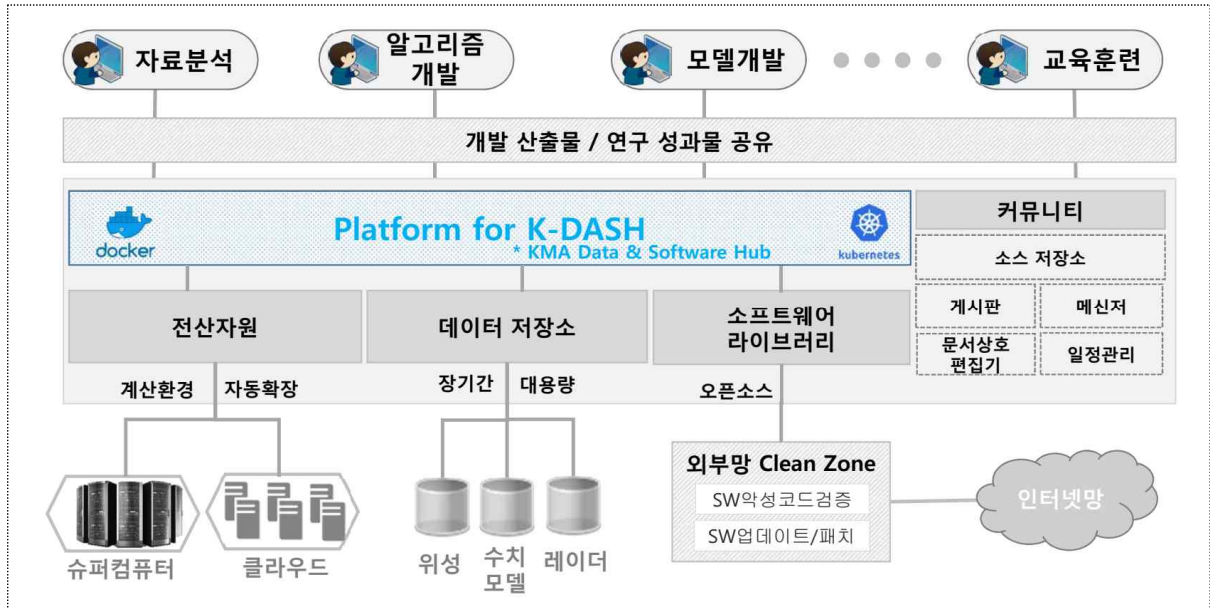 자료분석
알고리즘
개발
모델개발
교육훈련
개발 산출물 / 연구 성과물 공유
docker
Platform for K-DASH
* KMA Data & Software Hub
kubernetes
커뮤니티
소스 저장소
게시판
메신저
문서상호
편집기
일정관리
전산자원
데이터 저장소
소프트웨어
라이브러리
계산환경
자동확장
장기간
대용량
오픈소스
슈퍼컴퓨터
클라우드
위성
수치
모델
레이더
외부망 Clean Zone
SW악성코드검증
SW업데이트/패치
인터넷망